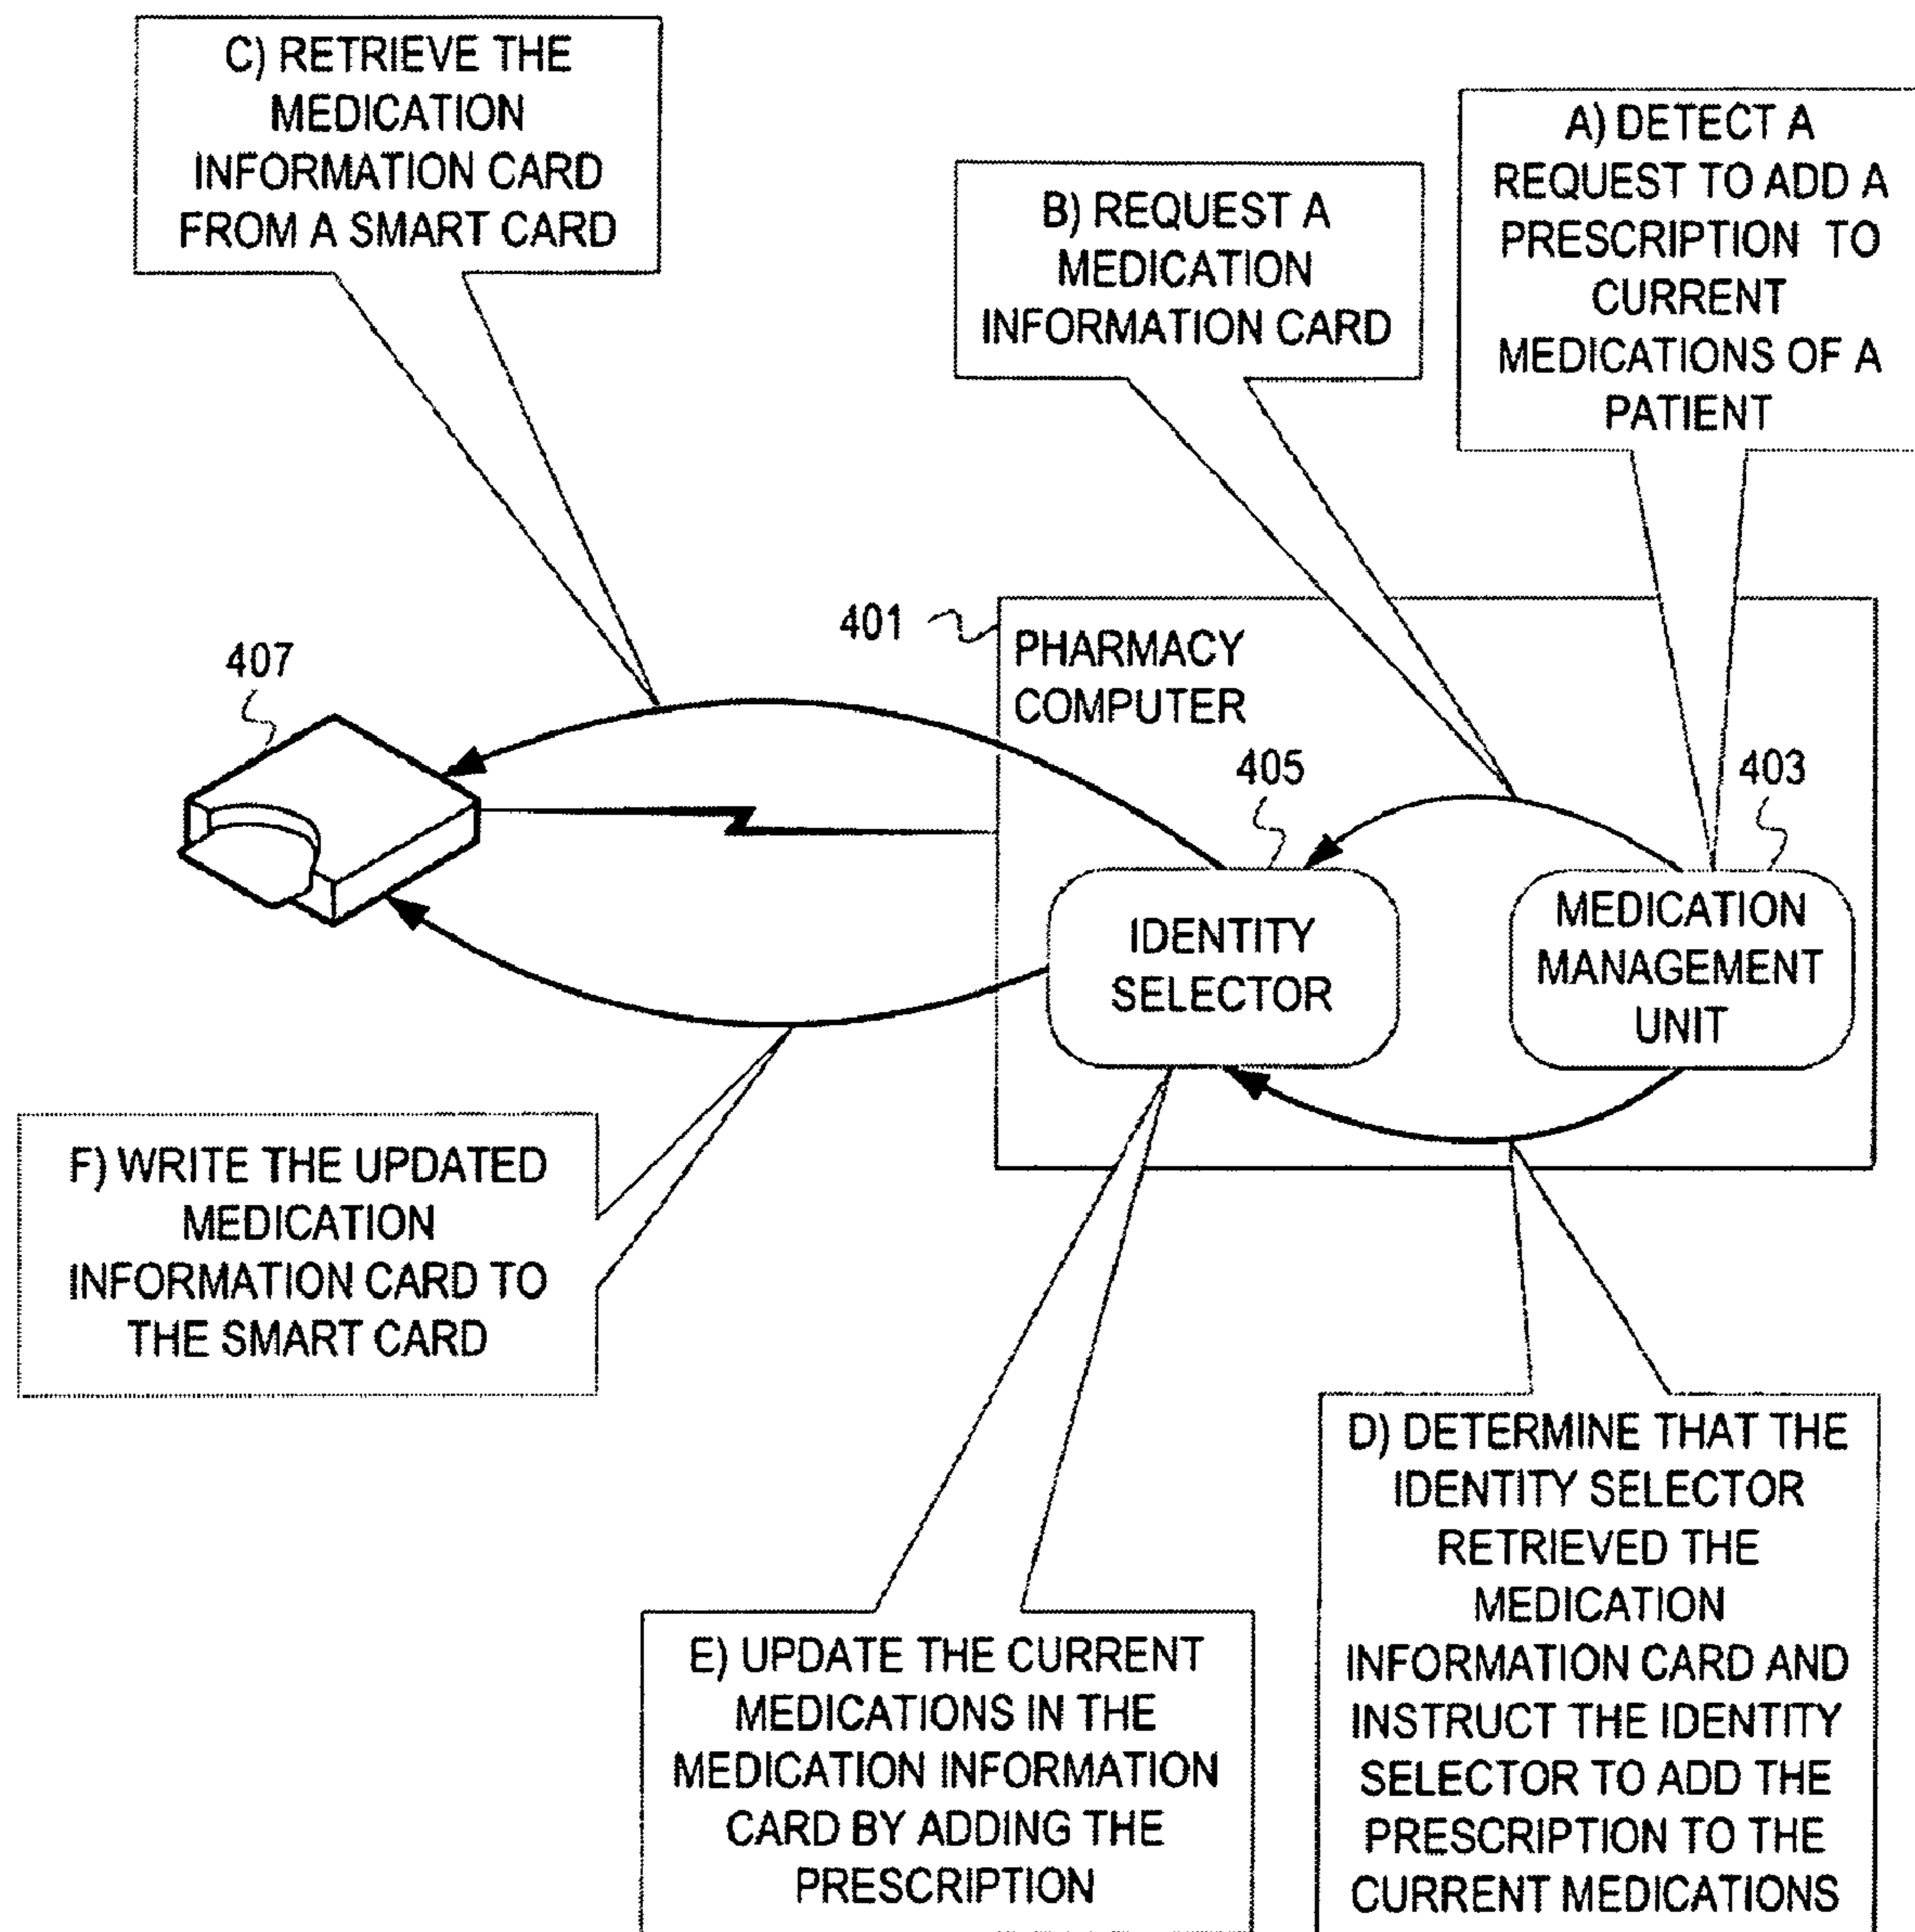 C) RETRIEVE THE
MEDICATION
INFORMATION CARD
FROM A SMART CARD
A) DETECT A
REQUEST TO ADD A
PRESCRIPTION TO
CURRENT
MEDICATIONS OF A
PATIENT
B) REQUEST A
MEDICATION
INFORMATION CARD
401
PHARMACY
COMPUTER
407
405
403
IDENTITY
SELECTOR
MEDICATION
MANAGEMENT
UNIT
F) WRITE THE UPDATED
MEDICATION
INFORMATION CARD TO
THE SMART CARD
D) DETERMINE THAT THE
IDENTITY SELECTOR
RETRIEVED THE
MEDICATION
INFORMATION CARD AND
INSTRUCT THE IDENTITY
SELECTOR TO ADD THE
PRESCRIPTION TO THE
CURRENT MEDICATIONS
E) UPDATE THE CURRENT
MEDICATIONS IN THE
MEDICATION INFORMATION
CARD BY ADDING THE
PRESCRIPTION